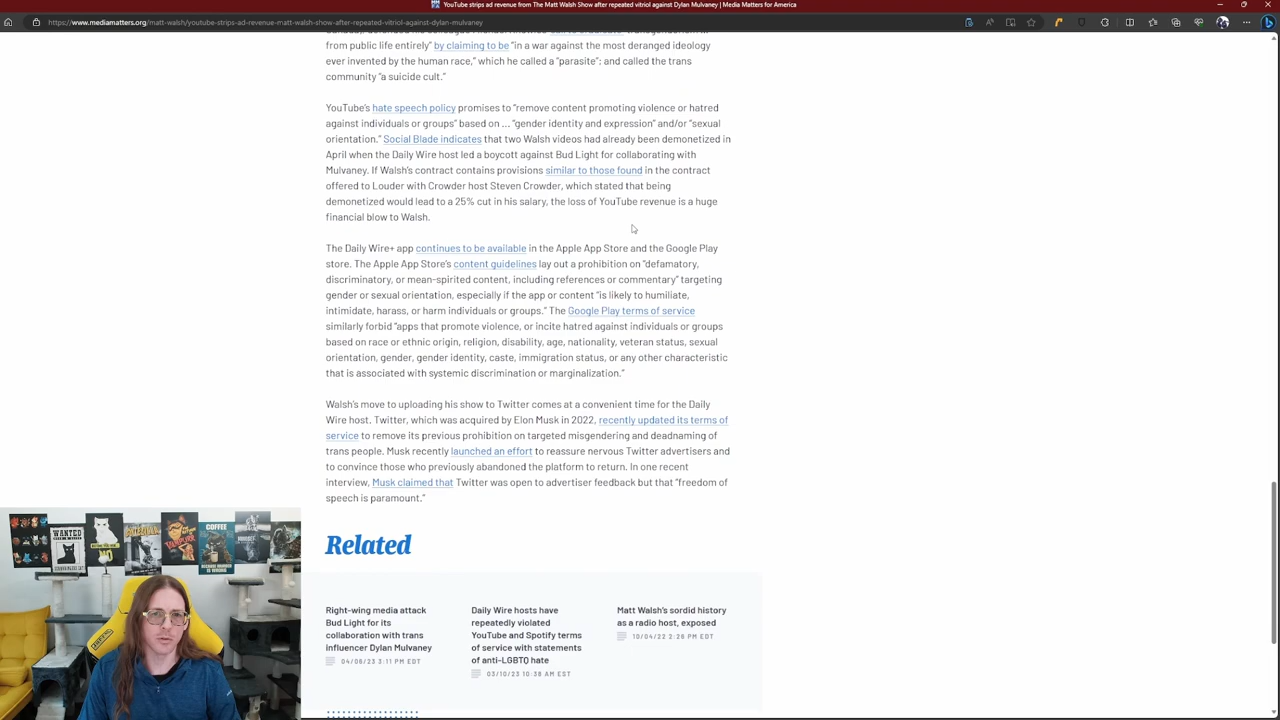 YouTube strips ad revenue from The Matt Walsh Show after repeated vitriol against Dylan Mulvaney | Media Matters for America
https://www.mediamatters.org/matt-walsh/youtube-strips-ad-revenue-matt-walsh-show-after-repeated-vitriol-against-dylan-mulvaney
from public life entirely” by claiming to be “in a war against the most deranged ideology
ever invented by the human race,” which he called a “parasite”; and called the trans
community “a suicide cult.”
YouTube’s hate speech policy promises to “remove content promoting violence or hatred
against individuals or groups” based on ... “gender identity and expression” and/or “sexual
orientation.” Social Blade indicates that two Walsh videos had already been demonetized in
April when the Daily Wire host led a boycott against Bud Light for collaborating with
Mulvaney. If Walsh’s contract contains provisions similar to those found in the contract
offered to Louder with Crowder host Steven Crowder, which stated that being
demonetized would lead to a 25% cut in his salary, the loss of YouTube revenue is a huge
financial blow to Walsh.
The Daily Wire+ app continues to be available in the Apple App Store and the Google Play
store. The Apple App Store’s content guidelines lay out a prohibition on “defamatory,
discriminatory, or mean-spirited content, including references or commentary” targeting
gender or sexual orientation, especially if the app or content “is likely to humiliate,
intimidate, harass, or harm individuals or groups.” The Google Play terms of service
similarly forbid “apps that promote violence, or incite hatred against individuals or groups
based on race or ethnic origin, religion, disability, age, nationality, veteran status, sexual
orientation, gender, gender identity, caste, immigration status, or any other characteristic
that is associated with systemic discrimination or marginalization.”
Walsh’s move to uploading his show to Twitter comes at a convenient time for the Daily
Wire host. Twitter, which was acquired by Elon Musk in 2022, recently updated its terms of
service to remove its previous prohibition on targeted misgendering and deadnaming of
trans people. Musk recently launched an effort to reassure nervous Twitter advertisers and
to convince those who previously abandoned the platform to return. In one recent
interview, Musk claimed that Twitter was open to advertiser feedback but that “freedom of
speech is paramount.”
Related
Right-wing media attack
Bud Light for its
collaboration with trans
influencer Dylan Mulvaney
04/06/23 3:11 PM EDT
Daily Wire hosts have
repeatedly violated
YouTube and Spotify terms
of service with statements
of anti-LGBTQ hate
03/10/23 10:36 AM EST
Matt Walsh’s sordid history
as a radio host, exposed
10/04/22 2:26 PM EDT
WANTED
COFFEE